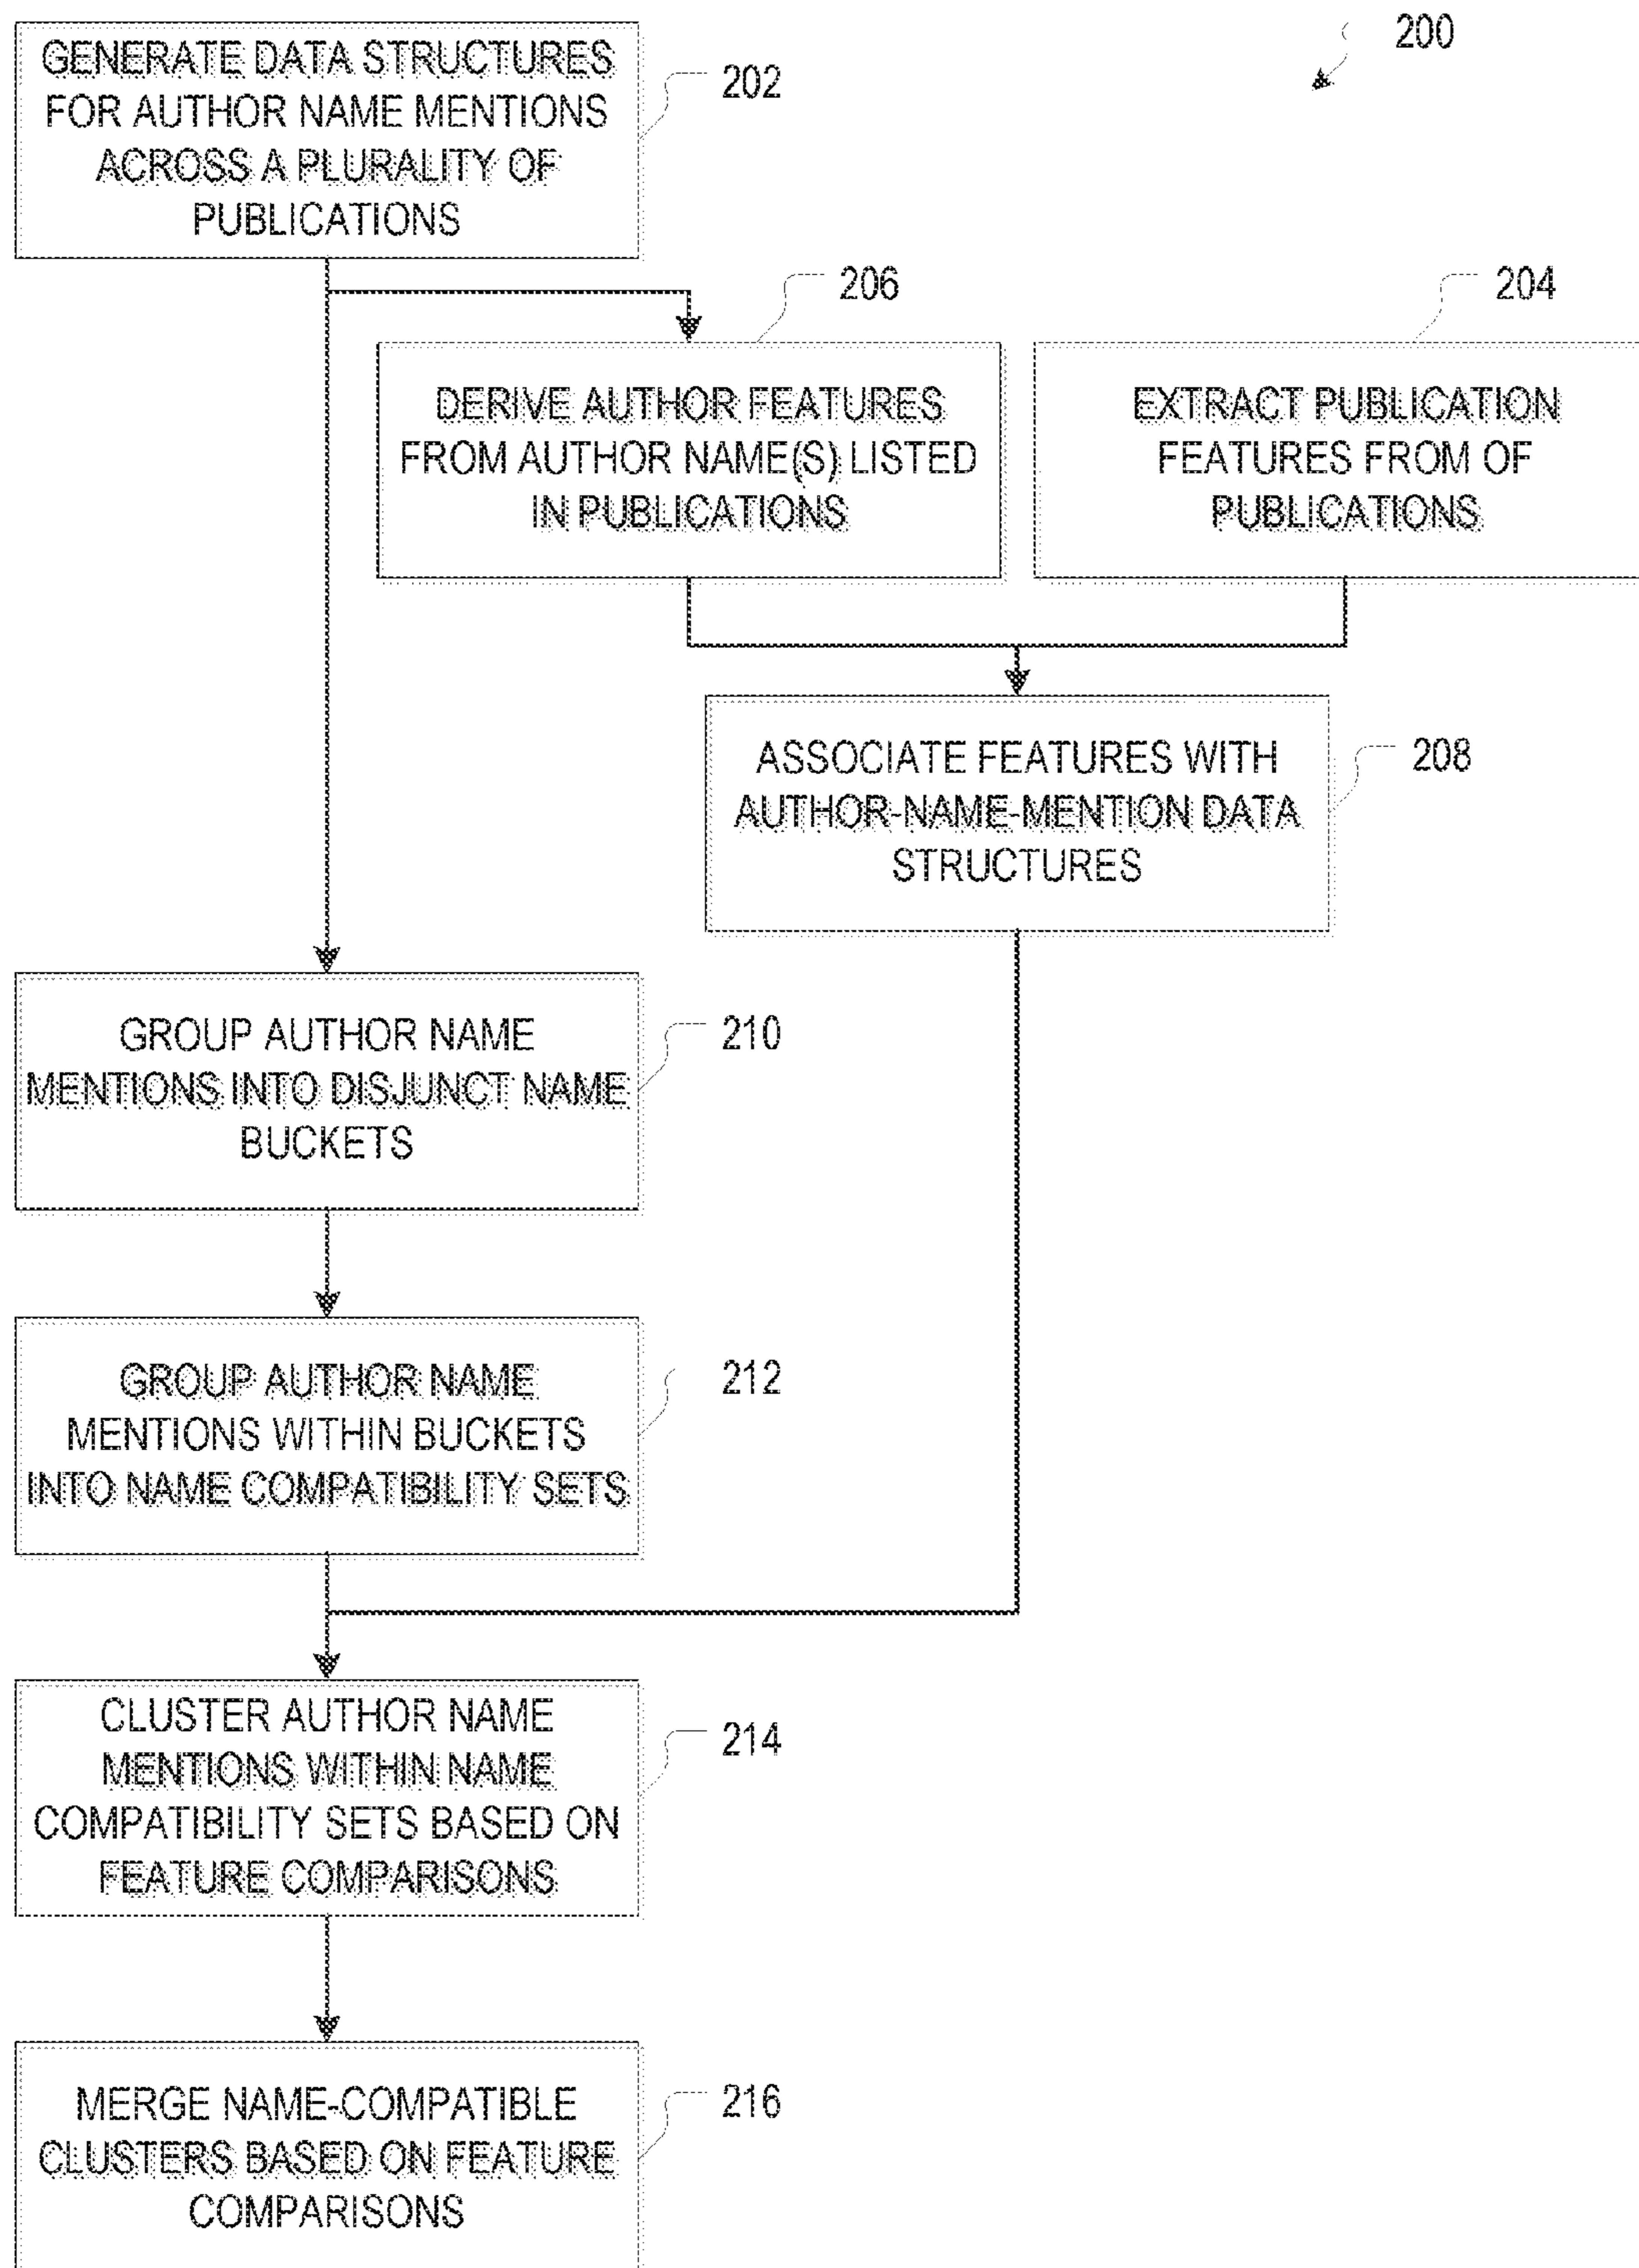 200
GENERATE DATA STRUCTURES
FOR AUTHOR NAME MENTIONS
ACROSS A PLURALITY OF
PUBLICATIONS
202
206
204
DERIVE AUTHOR FEATURES
FROM AUTHOR NAME(S) LISTED
IN PUBLICATIONS
EXTRACT PUBLICATION
FEATURES FROM OF
PUBLICATIONS
ASSOCIATE FEATURES WITH
AUTHOR-NAME-MENTION DATA
STRUCTURES
208
GROUP AUTHOR NAME
MENTIONS INTO DISJUNCT NAME
BUCKETS
210
GROUP AUTHOR NAME
MENTIONS WITHIN BUCKETS
INTO NAME COMPATIBILITY SETS
212
CLUSTER AUTHOR NAME
MENTIONS WITHIN NAME
COMPATIBILITY SETS BASED ON
FEATURE COMPARISONS
214
MERGE NAME-COMPATIBLE
CLUSTERS BASED ON FEATURE
COMPARISONS
216